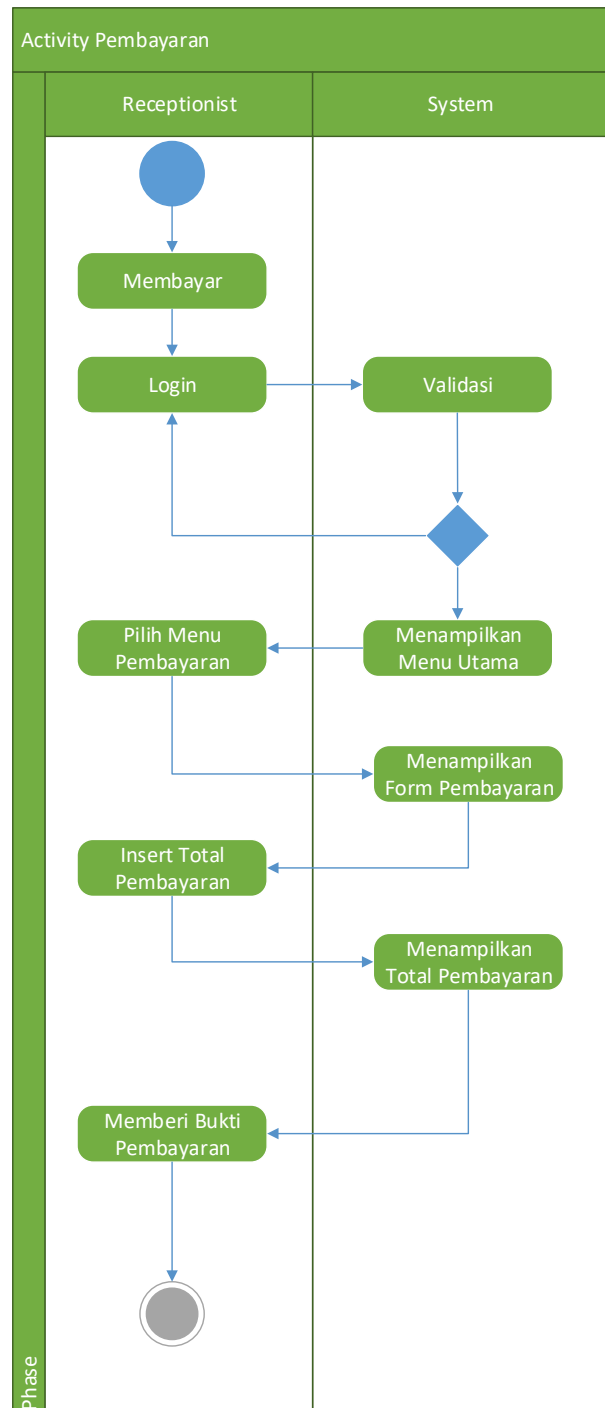 Activity Pembayaran
Receptionist
System
Membayar
Login
Validasi
Pilih Menu
Pembayaran
Menampilkan
Menu Utama
Menampilkan
Form Pembayaran
Insert Total
Pembayaran
Menampilkan
Total Pembayaran
Memberi Bukti
Pembayaran
Phase